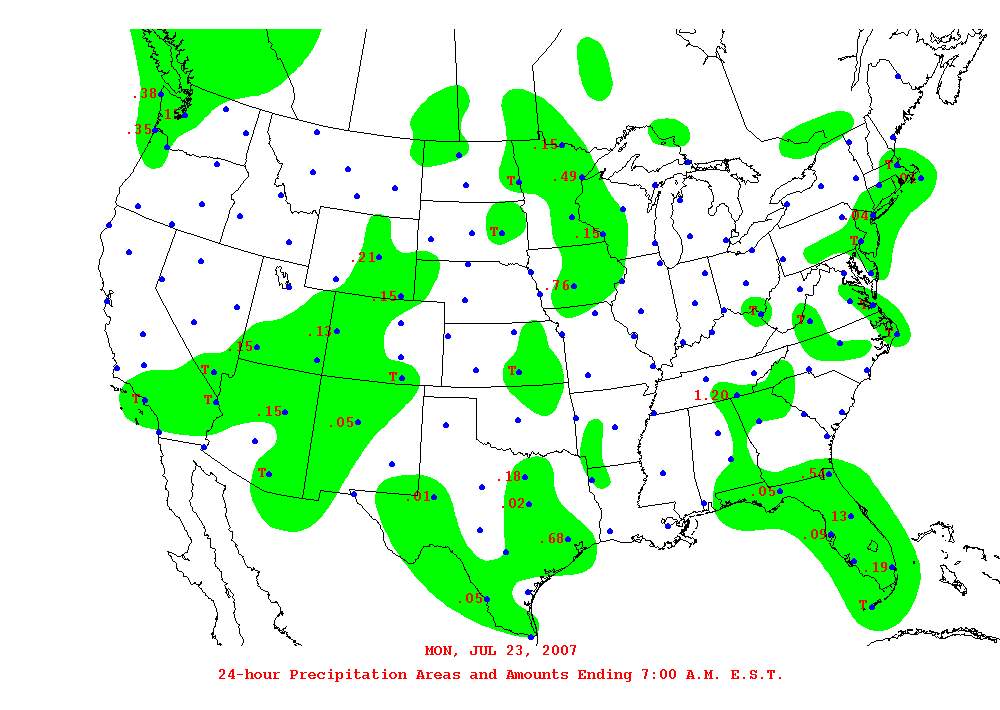 .38
.15
.35
.15
T
.49
T
.01
.04
T
T
.15
.21
.76
.15
T
T
T
.13
.15
T
T
T
T
1.20
T
.15
.05
T
.18
.54
.01
.05
.02
.13
.68
.09
.19
.05
T
MON, JUL 23, 2007
24-hour Precipitation Areas and Amounts Ending 7:00 A.M. E.S.T.